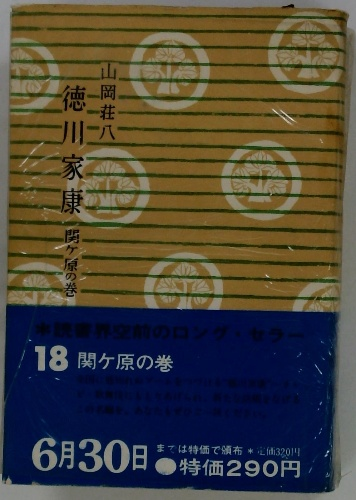 山岡荘八
徳川家康
関ケ原の巻
＊読書界空前のロング・セラー
18 関ケ原の巻
6月30日 までは特価で頒布＊定価320円
●特価290円